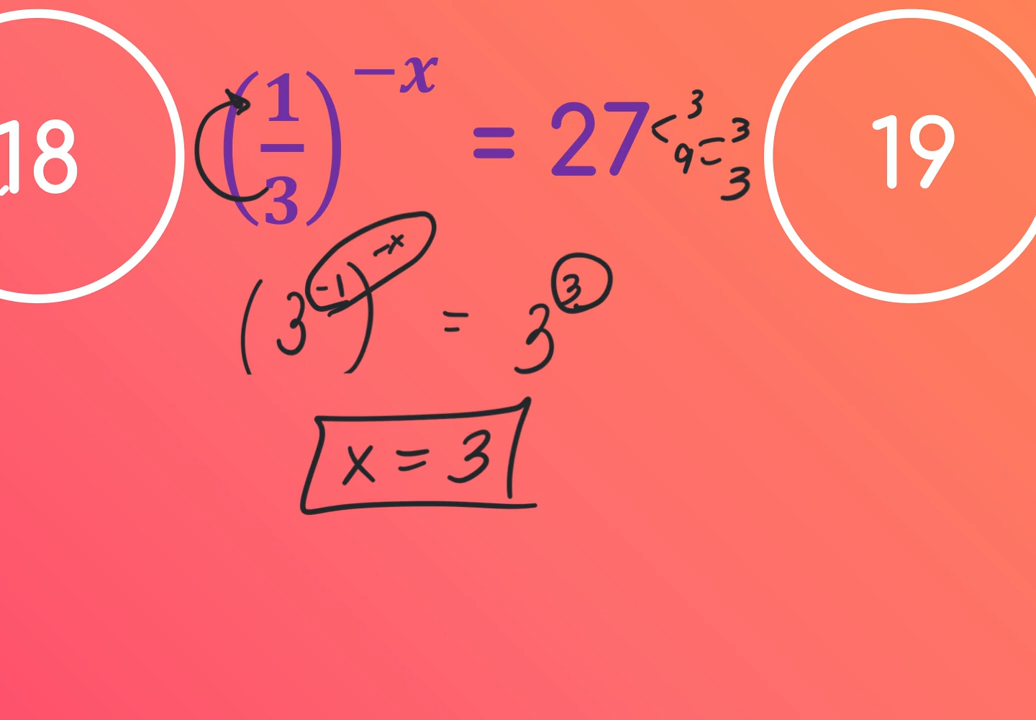 18
(1/3)^(-x) = 27 < 3
9 = 3
3
19
(3^(-1))^(-x) = 3^3
x = 3